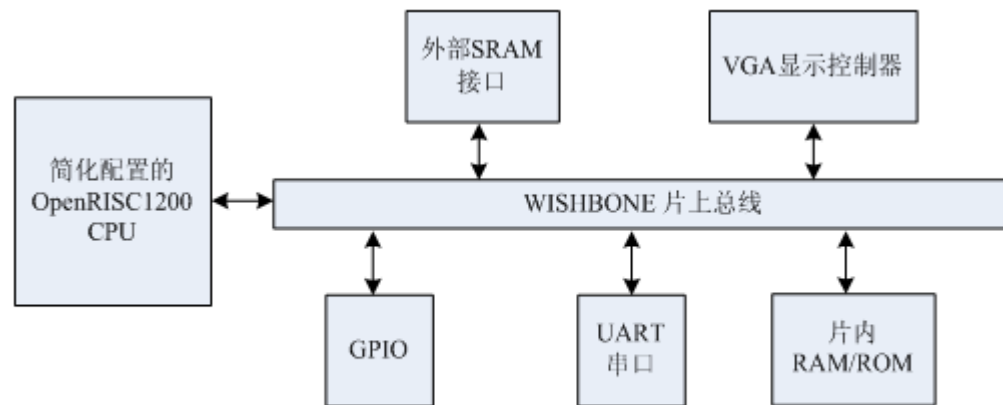 外部SRAM
接口
VGA显示控制器
简化配置的
OpenRISC1200
CPU
WISHBONE 片上总线
GPIO
UART
串口
片内
RAM/ROM